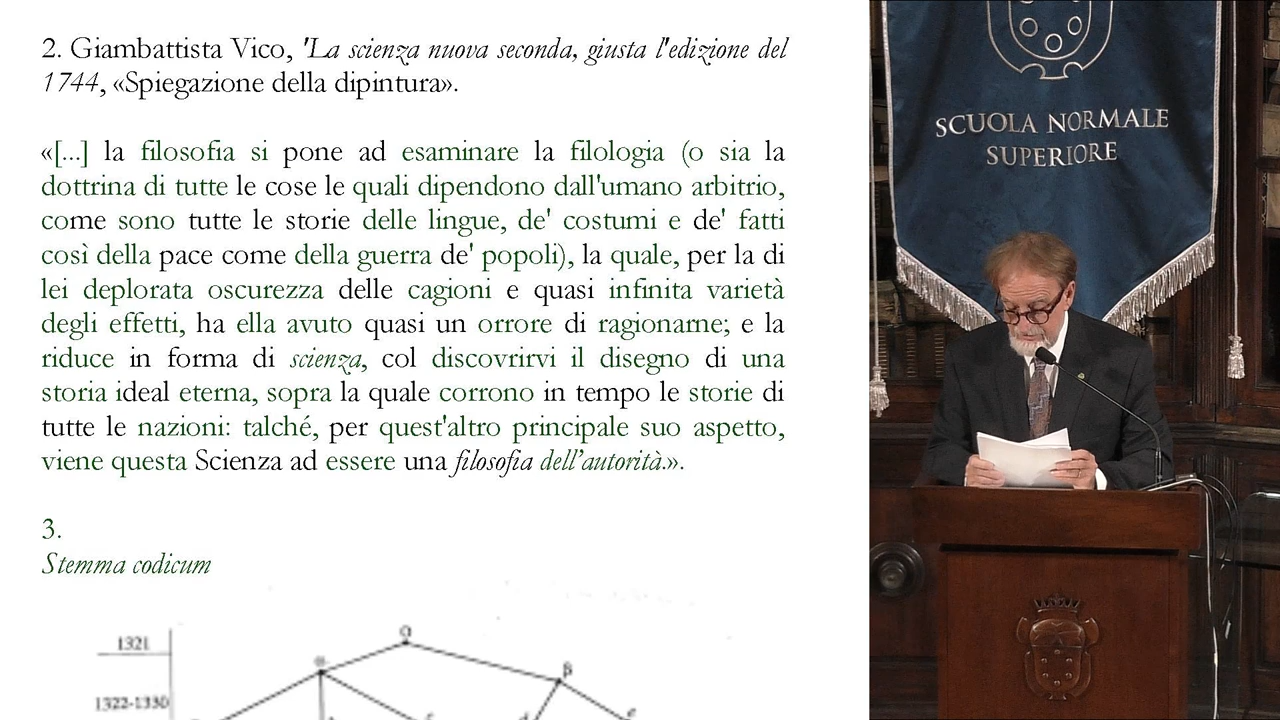 2. Giambattista Vico, 'La scienza nuova seconda, giusta l'edizione del
1744, «Spiegazione della dipintura».
«[...] la filosofia si pone ad esaminare la filologia (o sia la
dottrina di tutte le cose le quali dipendono dall'umano arbitrio,
come sono tutte le storie delle lingue, de' costumi e de' fatti
così della pace come della guerra de' popoli), la quale, per la di
lei deplorata oscurezza delle cagioni e quasi infinita varietà
degli effetti, ha ella avuto quasi un orrore di ragionarne; e la
riduce in forma di scienza, col discovrirvi il disegno di una
storia ideal eterna, sopra la quale corrono in tempo le storie di
tutte le nazioni: talché, per quest'altro principale suo aspetto,
viene questa Scienza ad essere una filosofia dell'autorità.».
3.
Stemma codicum
1321
O
α
β
1322-1330
SCUOLA NORMALE
SUPERIORE